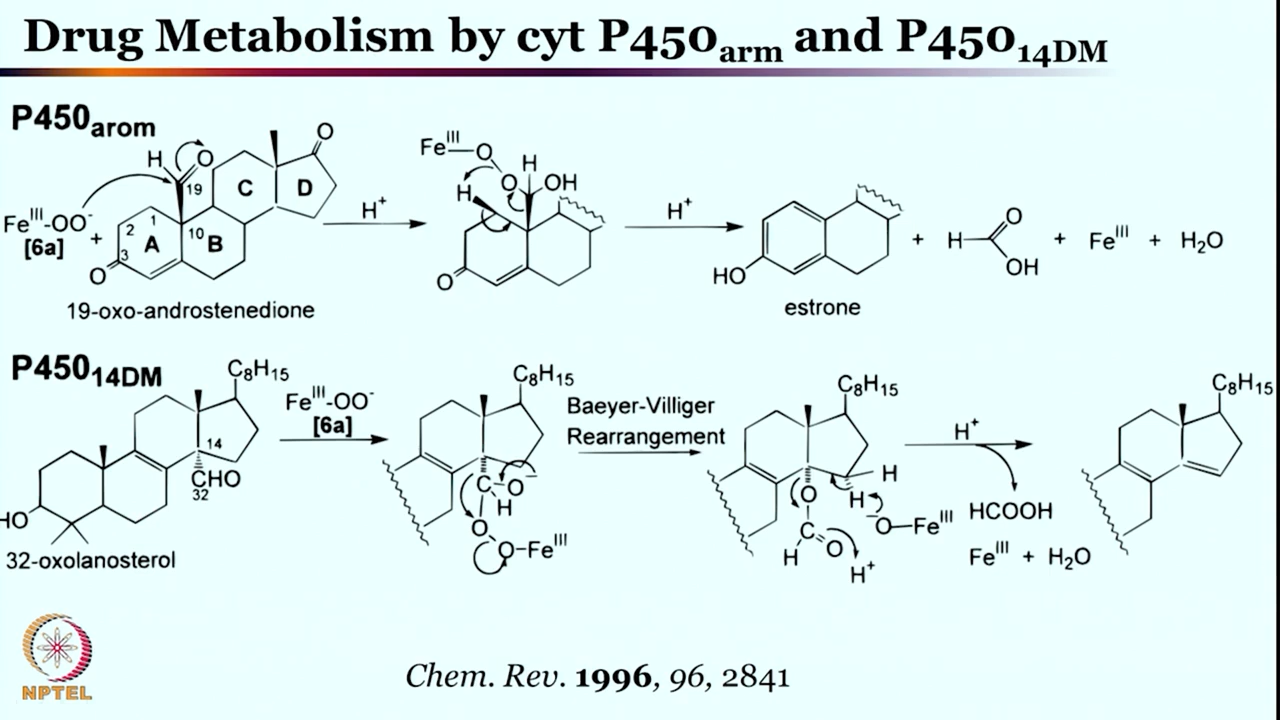 Drug Metabolism by cyt P450arm and P45014DM
P450arom
H O 19 C D O
Fe^III-OO^- [6a] + 1 2 3 A 10 B O
19-oxo-androstenedione
H^+
Fe^III—O O H OH H O
H^+
HO
estrone
+ H O OH + Fe^III + H2O
P45014DM
C8H15
14
CHO
32
HO
32-oxolanosterol
Fe^III-OO^-
[6a]
C8H15
C O^- H
O O–Fe^III
Baeyer-Villiger
Rearrangement
C8H15
H
O H
^-O–Fe^III
C H O
H^+
H^+
HCOOH
Fe^III + H2O
C8H15
NPTEL
Chem. Rev. 1996, 96, 2841